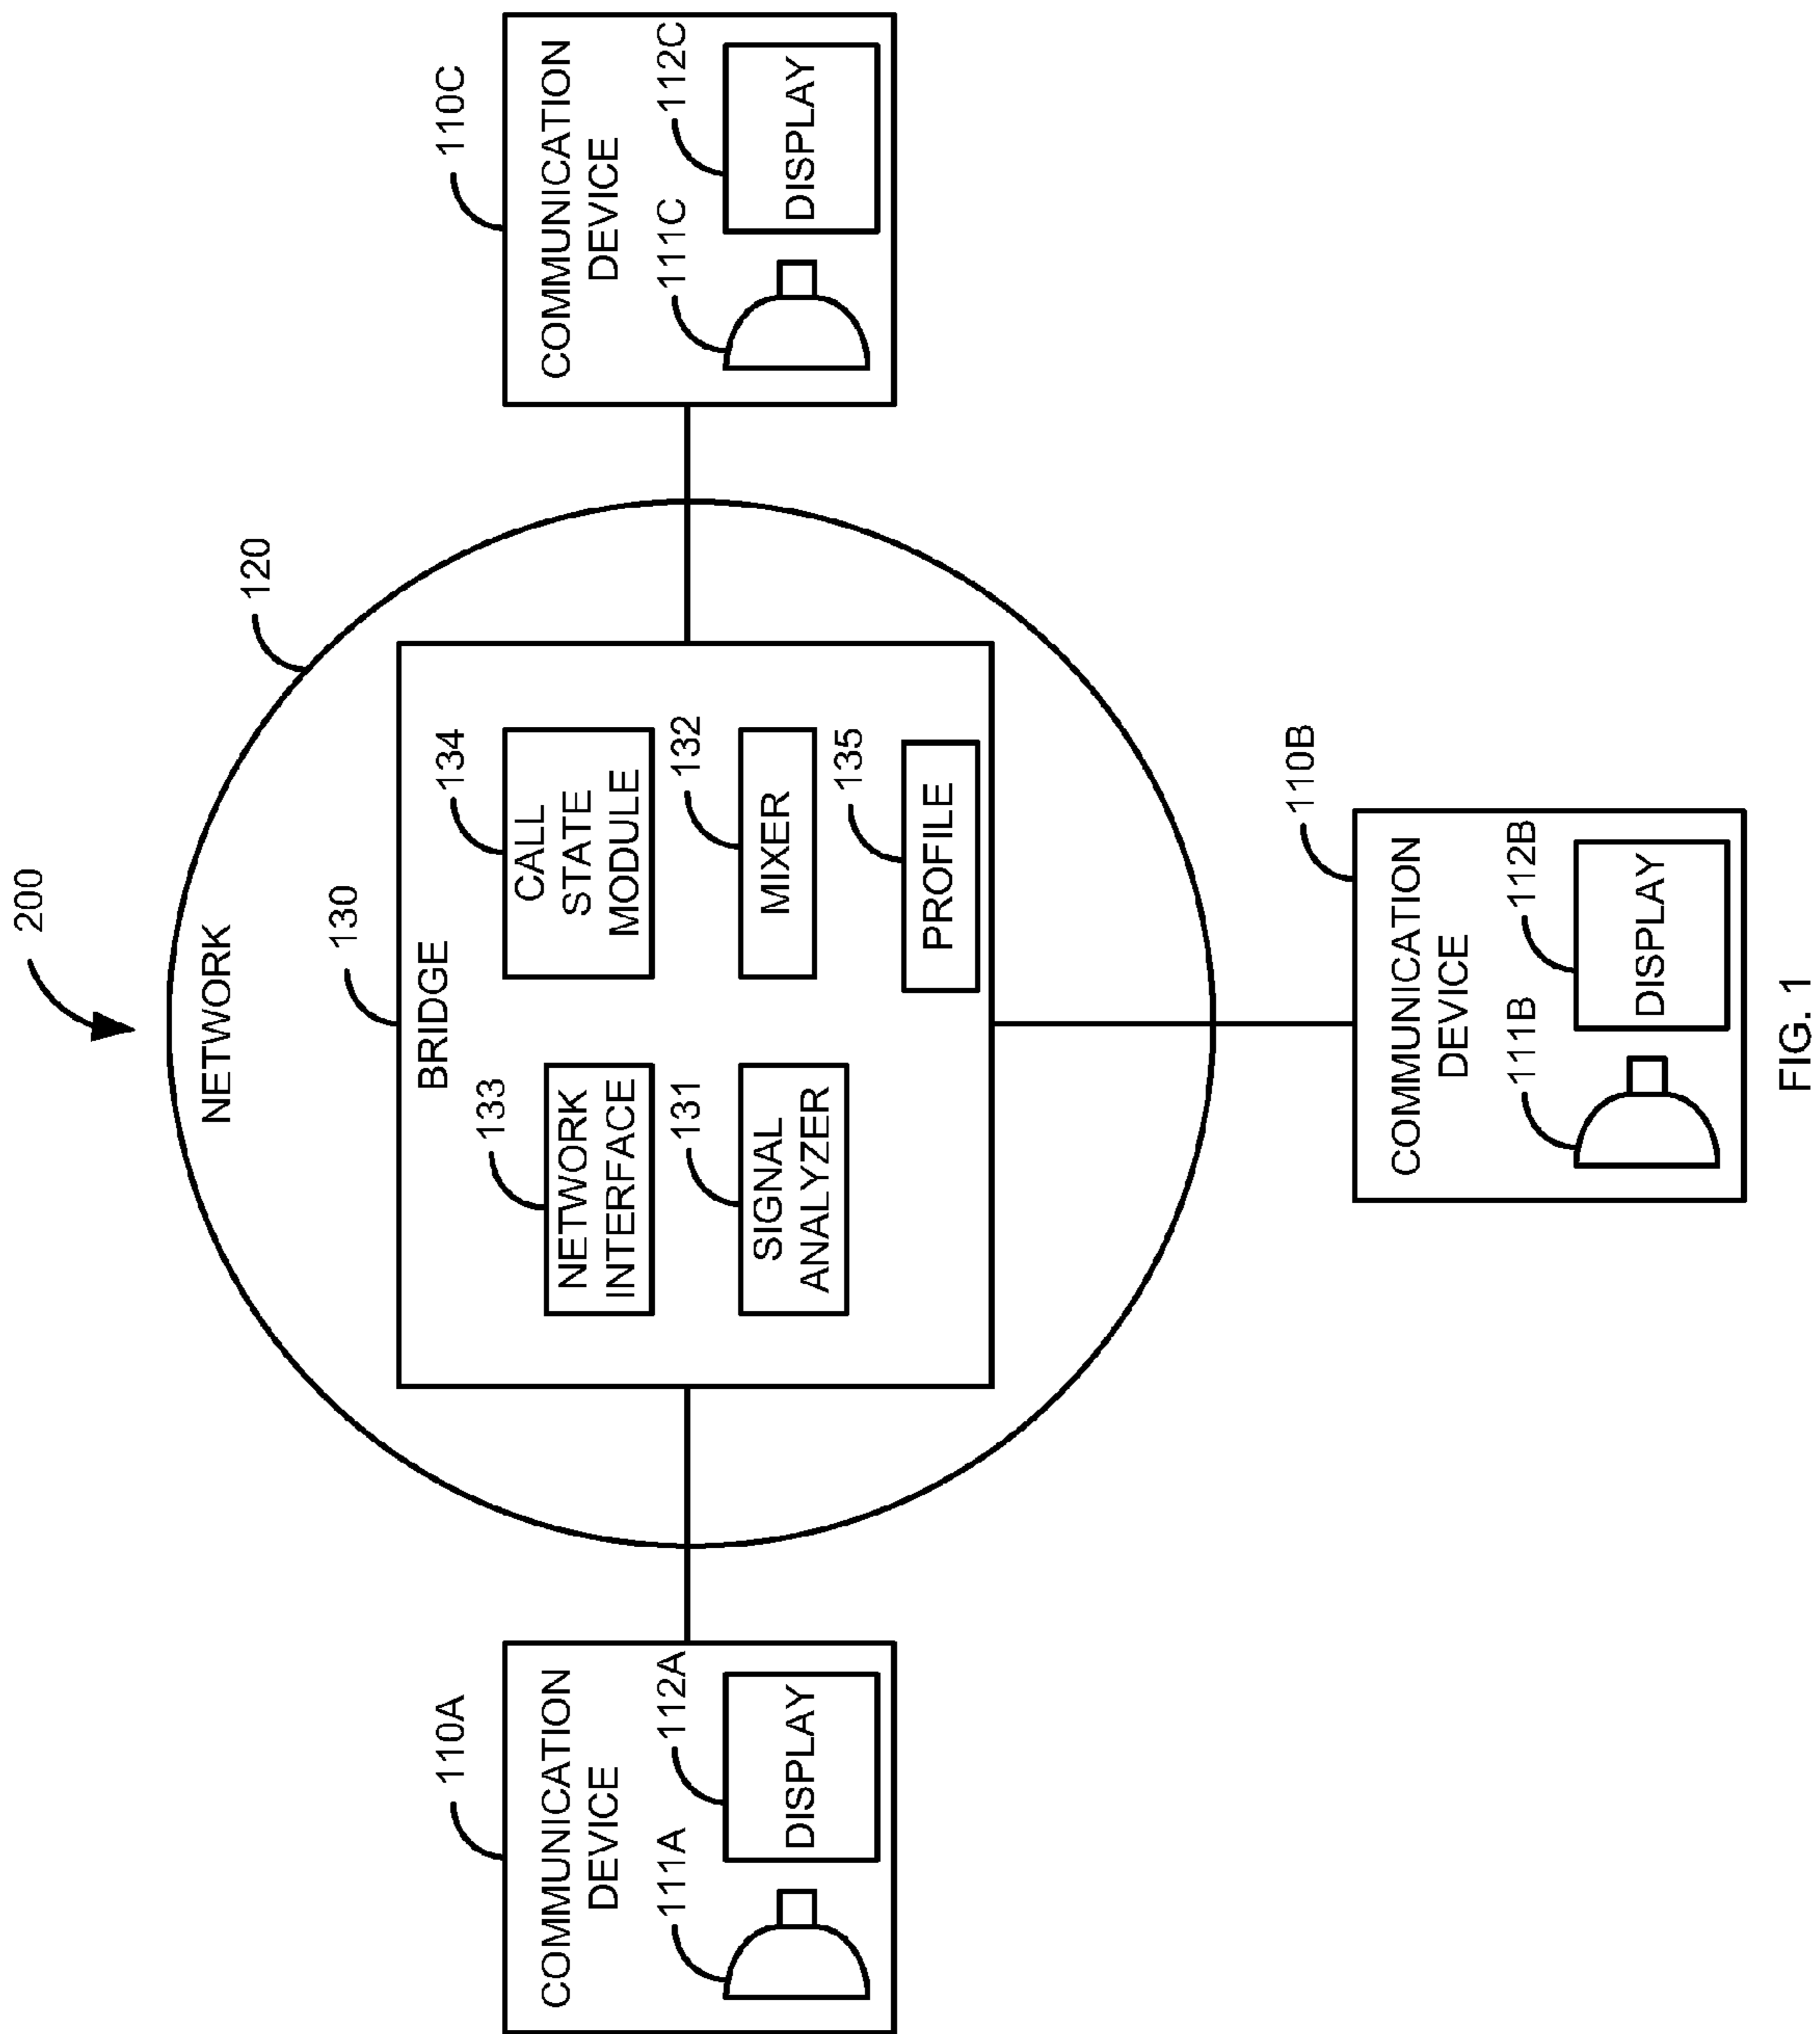 200
NETWORK
120
130
BRIDGE
133
NETWORK
INTERFACE
134
CALL
STATE
MODULE
131
SIGNAL
ANALYZER
132
MIXER
135
PROFILE
110A
COMMUNICATION
DEVICE
111A
112A
DISPLAY
110C
COMMUNICATION
DEVICE
111C
112C
DISPLAY
110B
COMMUNICATION
DEVICE
111B
112B
DISPLAY
FIG. 1